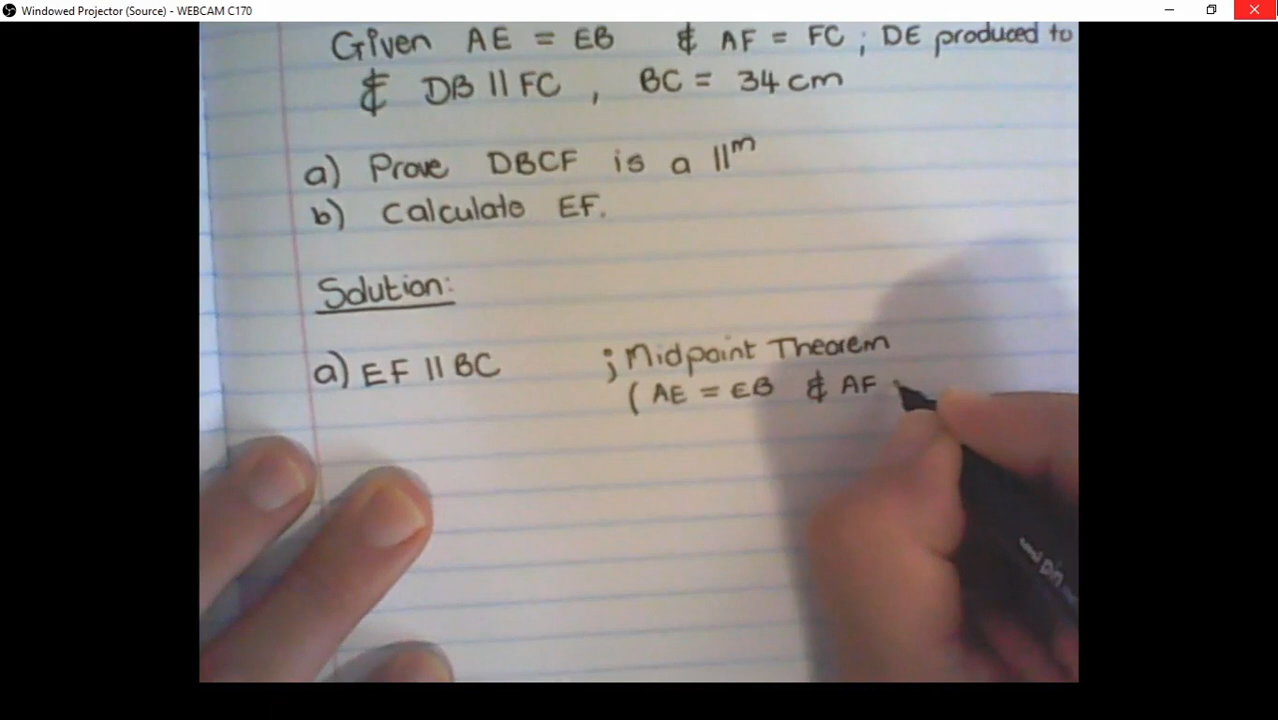 Windowed Projector (Source) - WEBCAM C170
Given AE = EB & AF = FC ; DE produced to
& DB || FC , BC = 34 cm
a) Prove DBCF is a ||m
b) Calculate EF.
Solution:
a) EF || BC ; Midpoint Theorem
( AE = EB & AF